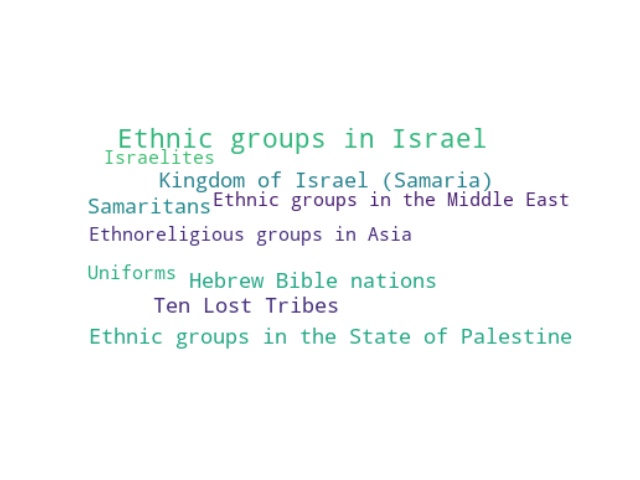 Ethnic groups in Israel
Israelites
Kingdom of Israel (Samaria)
Samaritans
Ethnic groups in the Middle East
Ethnoreligious groups in Asia
Uniforms
Hebrew Bible nations
Ten Lost Tribes
Ethnic groups in the State of Palestine